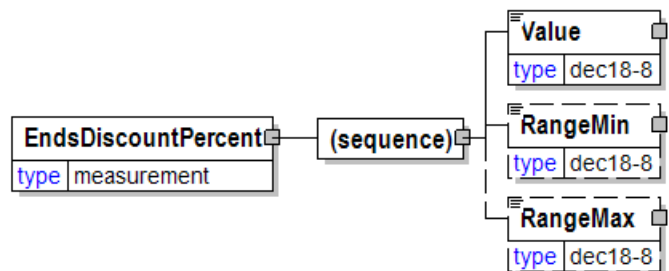 EndsDiscountPercent
type measurement
(sequence)
Value
type dec18-8
RangeMin
type dec18-8
RangeMax
type dec18-8